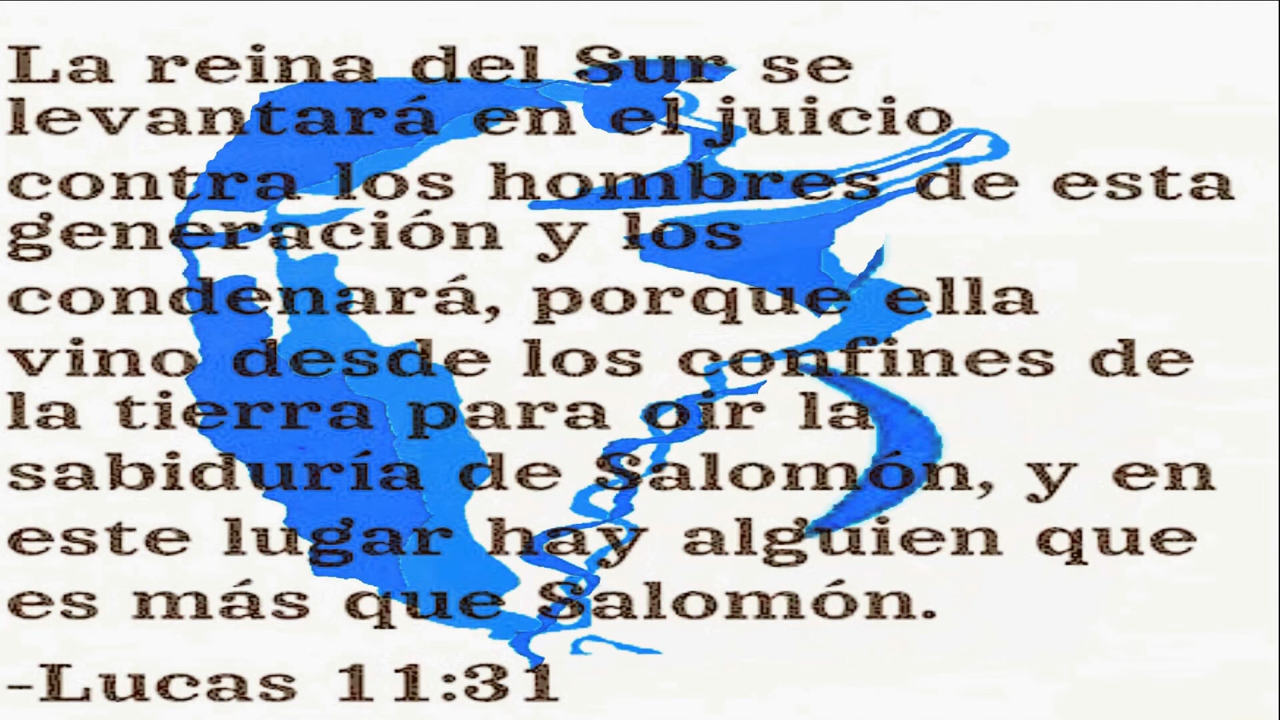 La reina del Sur se
levantará en el juicio
contra los hombres de esta
generación y los
condenará, porque ella
vino desde los confines de
la tierra para oir la
sabiduría de Salomón, y en
este lugar hay alguien que
es más que Salomón.
-Lucas 11:31